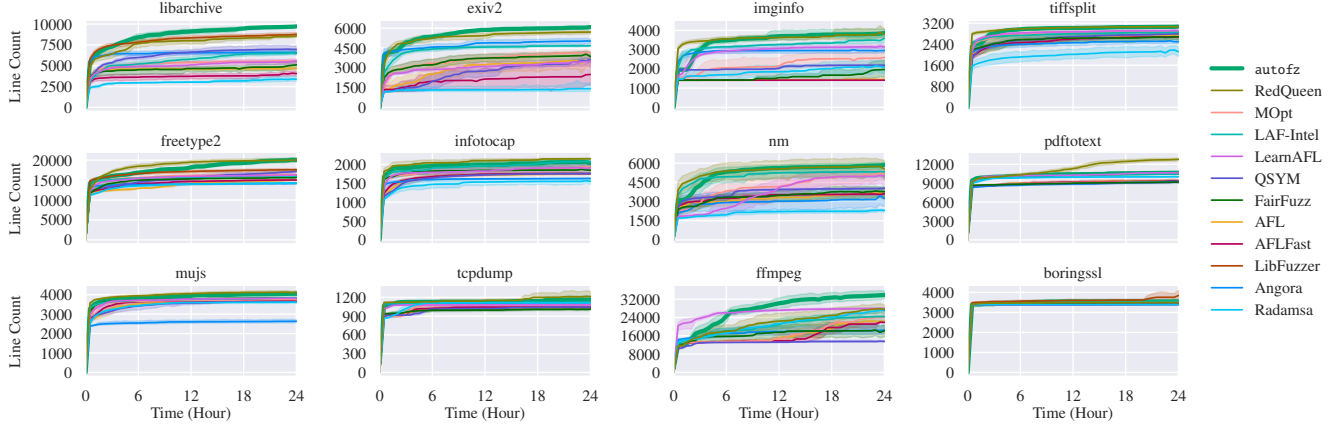 libarchive
exiv2
imginfo
tiffsplit
Line Count
10000
7500
5000
2500
0
6000
4500
3000
1500
0
4000
3000
2000
1000
0
3200
2400
1600
800
0
freetype2
infotocap
nm
pdftotext
Line Count
20000
15000
10000
5000
0
2000
1500
1000
500
0
6000
4500
3000
1500
0
12000
9000
6000
3000
0
mujs
tcpdump
ffmpeg
boringssl
Line Count
4000
3000
2000
1000
0
1200
900
600
300
0
32000
24000
16000
8000
0
4000
3000
2000
1000
0
0 6 12 18 24
0 6 12 18 24
0 6 12 18 24
0 6 12 18 24
Time (Hour)
Time (Hour)
Time (Hour)
Time (Hour)
autofz
RedQueen
MOpt
LAF-Intel
LearnAFL
QSYM
FairFuzz
AFL
AFLFast
LibFuzzer
Angora
Radamsa